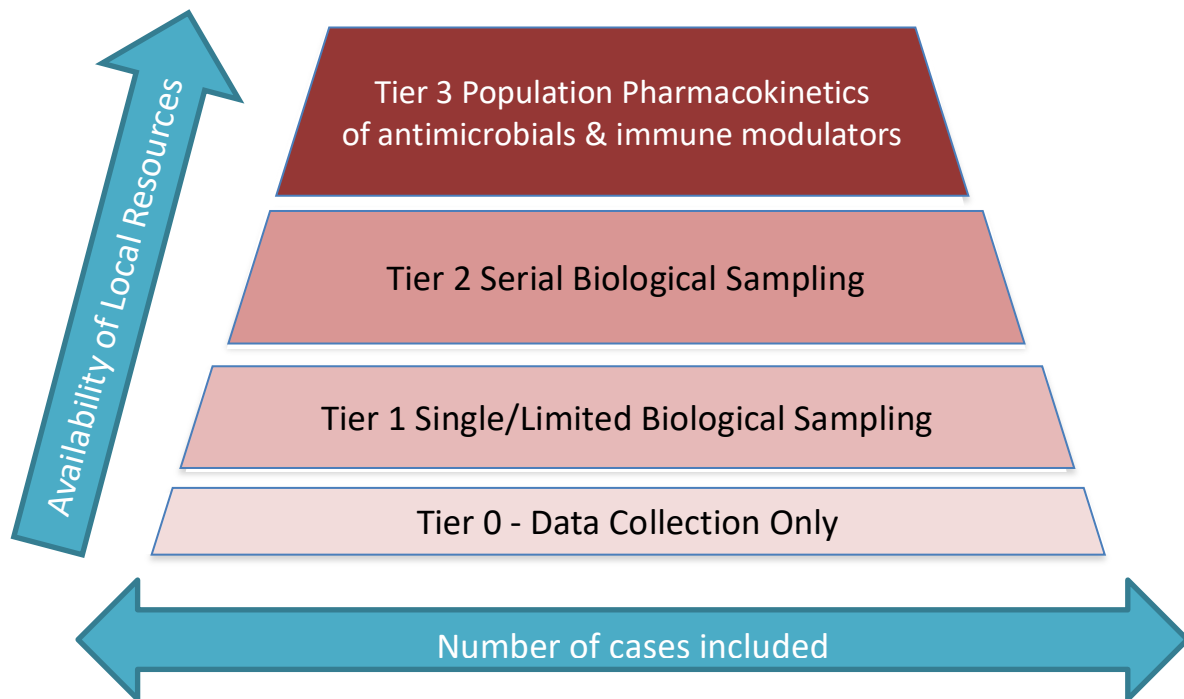 Availability of Local Resources
Tier 3 Population Pharmacokinetics
of antimicrobials & immune modulators
Tier 2 Serial Biological Sampling
Tier 1 Single/Limited Biological Sampling
Tier 0 - Data Collection Only
Number of cases included